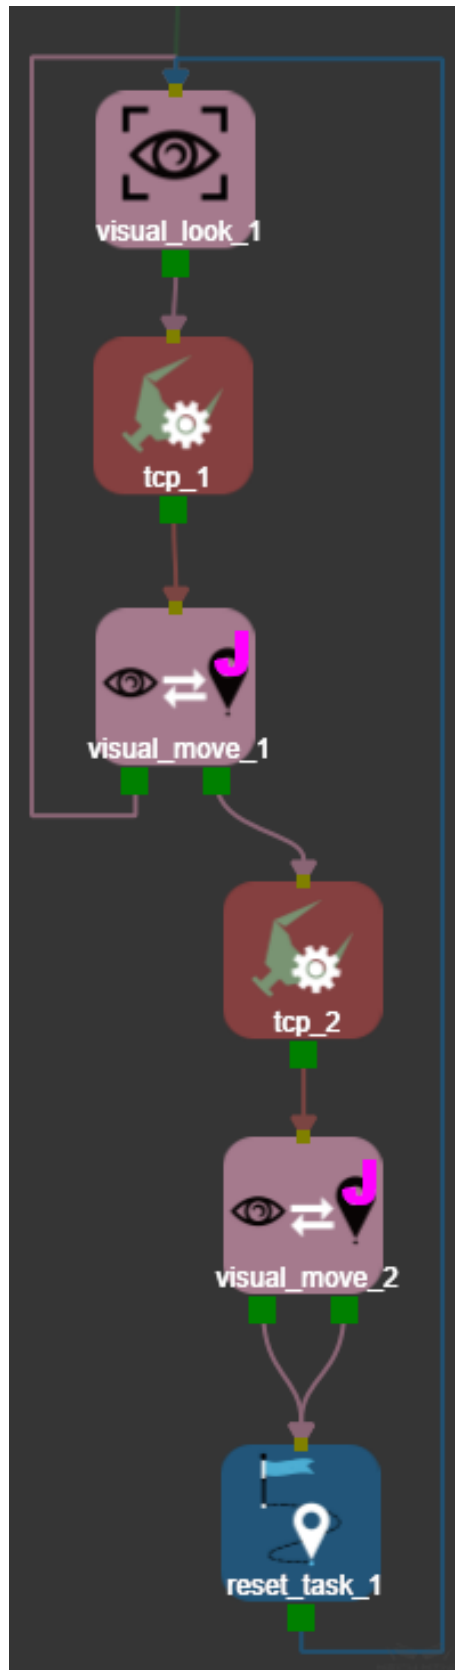 visual_look_1
tcp_1
J
visual_move_1
tcp_2
J
visual_move_2
reset_task_1